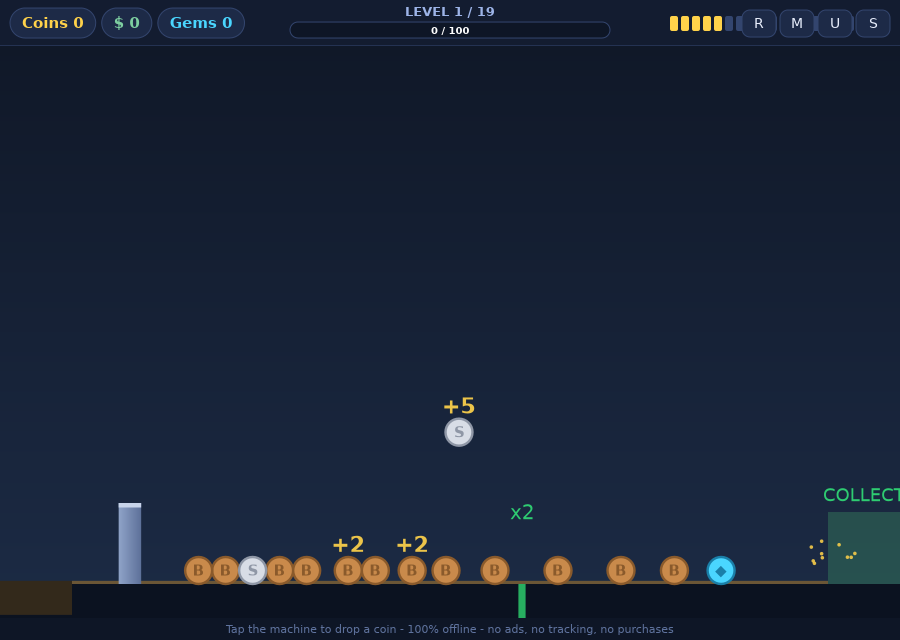 Coins 0 $ 0 Gems 0 LEVEL 1 / 19 R M U S
0 / 100
+5
S
COLLECT
x2
+2 +2
B B S B B B B B B B B B B
Tap the machine to drop a coin - 100% offline - no ads, no tracking, no purchases